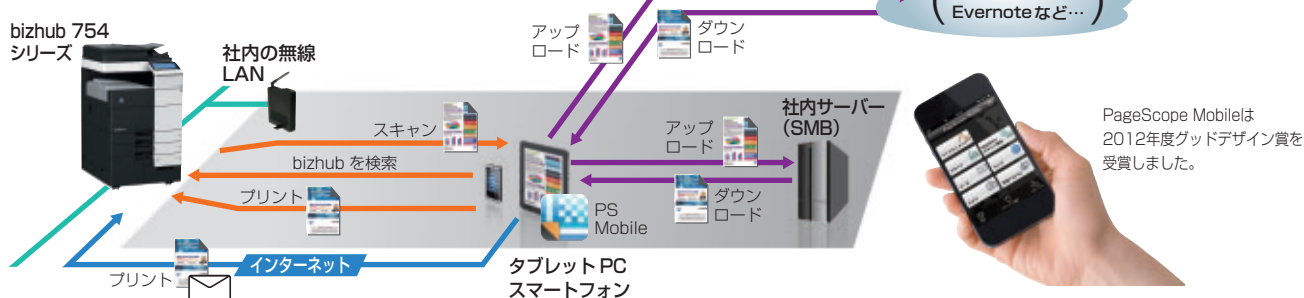 Evernoteなど…
アップ
ロード
ダウン
ロード
bizhub 754
シリーズ
社内の無線
LAN
スキャン
bizhub を検索
プリント
アップ
ロード
ダウン
ロード
社内サーバー
(SMB)
PS
Mobile
プリント
インターネット
タブレット PC
スマートフォン
PageScope Mobileは
2012年度グッドデザイン賞を
受賞しました。